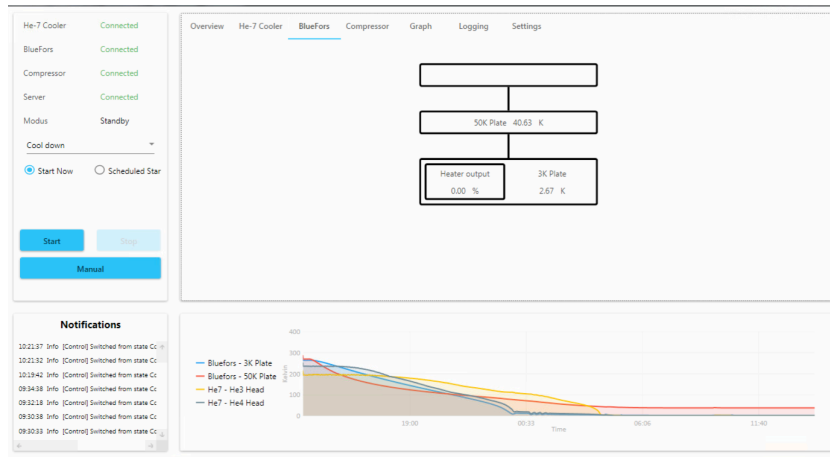 He-7 Cooler Connected
BlueFors Connected
Compressor Connected
Server Connected
Modus Standby
Cool down
Start Now Scheduled Star
Start Stop
Manual
Overview He-7 Cooler BlueFors Compressor Graph Logging Settings
50K Plate 40.63 K
Heater output 3K Plate
0.00 % 2.67 K
Notifications
10:21:37 Info [Control] Switched from state Cc
10:21:32 Info [Control] Switched from state Cc
10:19:42 Info [Control] Switched from state Cc
09:34:38 Info [Control] Switched from state Cc
09:32:18 Info [Control] Switched from state Cc
09:30:38 Info [Control] Switched from state Cc
09:30:33 Info [Control] Switched from state Cc
Bluefors - 3K Plate
Bluefors - 50K Plate
He7 - He3 Head
He7 - He4 Head
Kelvin
400
300
200
100
0
19:00 00:33 06:06 11:40
Time